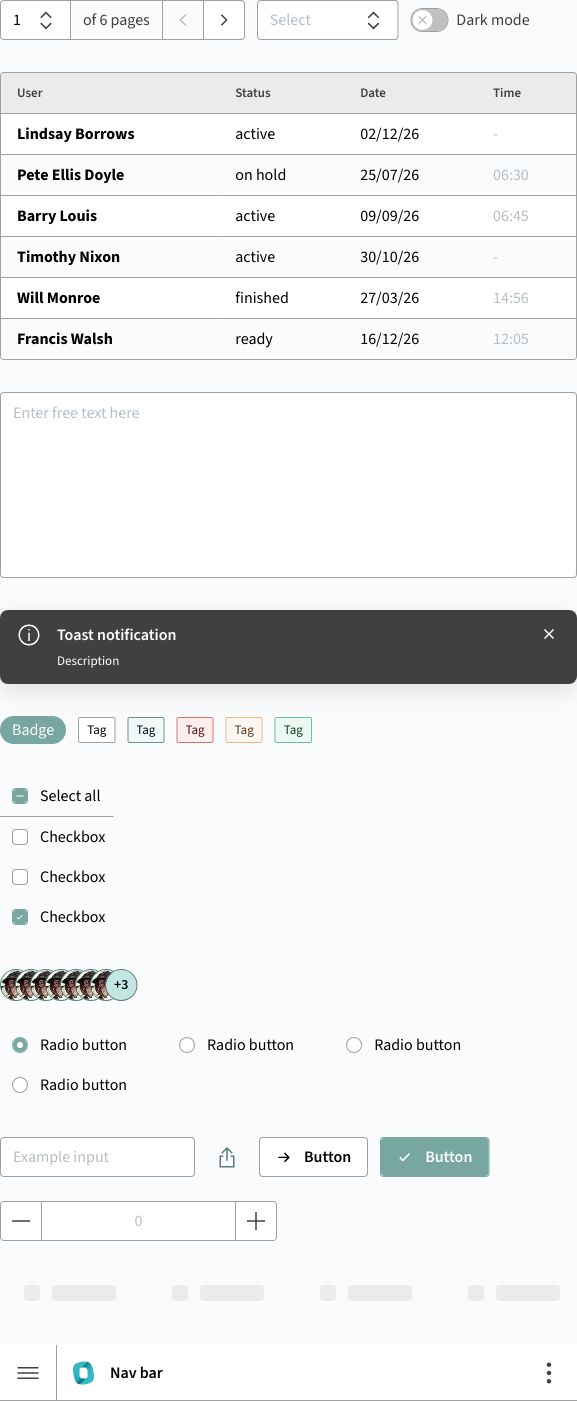 1 of 6 pages Select Dark mode
User Status Date Time
Lindsay Borrows active 02/12/26 -
Pete Ellis Doyle on hold 25/07/26 06:30
Barry Louis active 09/09/26 06:45
Timothy Nixon active 30/10/26 -
Will Monroe finished 27/03/26 14:56
Francis Walsh ready 16/12/26 12:05
Enter free text here
Toast notification
Description
Badge Tag Tag Tag Tag Tag
Select all
Checkbox
Checkbox
Checkbox
+3
Radio button Radio button Radio button
Radio button
Example input Button Button
0
Nav bar